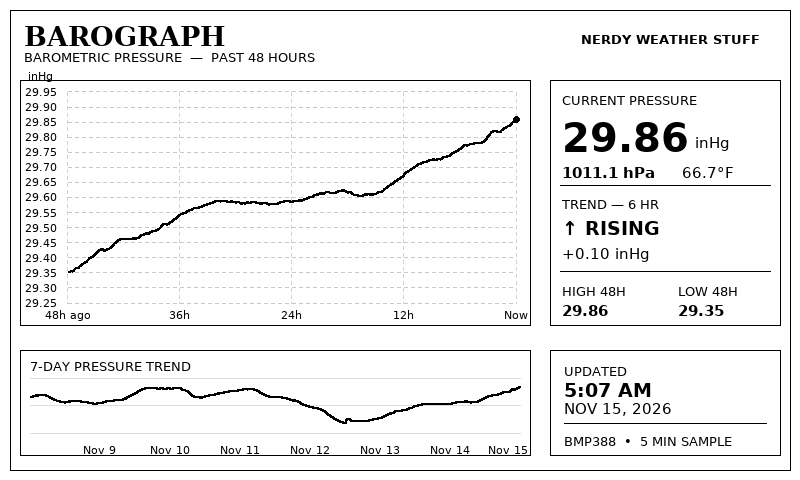 BAROGRAPH
BAROMETRIC PRESSURE — PAST 48 HOURS
NERDY WEATHER STUFF
inHg
29.95
29.90
29.85
29.80
29.75
29.70
29.65
29.60
29.55
29.50
29.45
29.40
29.35
29.30
29.25
48h ago 36h 24h 12h Now
CURRENT PRESSURE
29.86 inHg
1011.1 hPa 66.7°F
TREND — 6 HR
↑ RISING
+0.10 inHg
HIGH 48H LOW 48H
29.86 29.35
7-DAY PRESSURE TREND
Nov 9 Nov 10 Nov 11 Nov 12 Nov 13 Nov 14 Nov 15
UPDATED
5:07 AM
NOV 15, 2026
BMP388 • 5 MIN SAMPLE